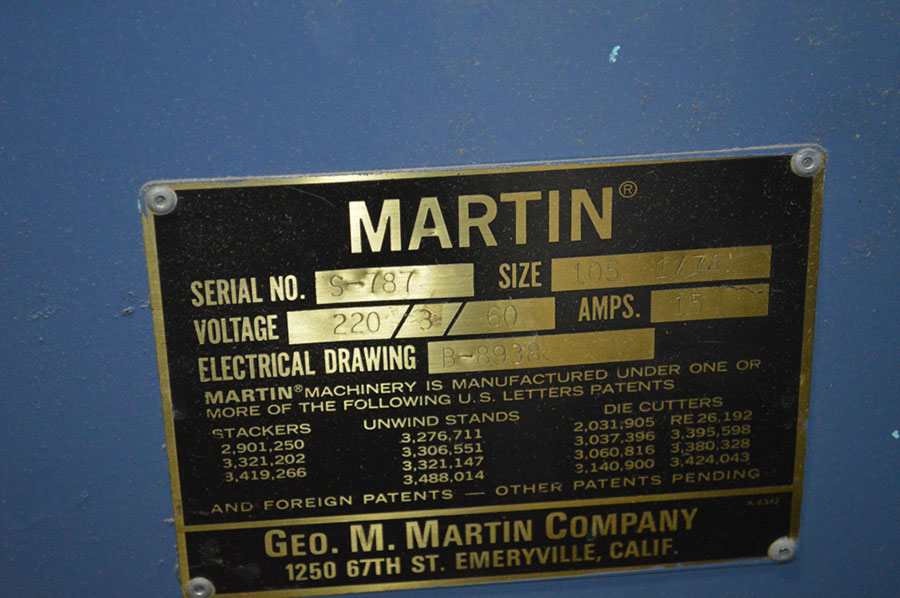 MARTIN®
SERIAL NO. S-787 SIZE 105 1/74
VOLTAGE 220/3/60 AMPS. 15
ELECTRICAL DRAWING B-8938
MARTIN® MACHINERY IS MANUFACTURED UNDER ONE OR
MORE OF THE FOLLOWING U.S. LETTERS PATENTS
STACKERS UNWIND STANDS DIE CUTTERS
2,901,250 3,276,711 2,031,905 RE 26,192
3,321,202 3,306,551 3,037,396 3,395,598
3,419,266 3,321,147 3,060,816 3,380,328
3,488,014 3,140,900 3,424,043
AND FOREIGN PATENTS — OTHER PATENTS PENDING
A-6342
GEO. M. MARTIN COMPANY
1250 67TH ST. EMERYVILLE, CALIF.